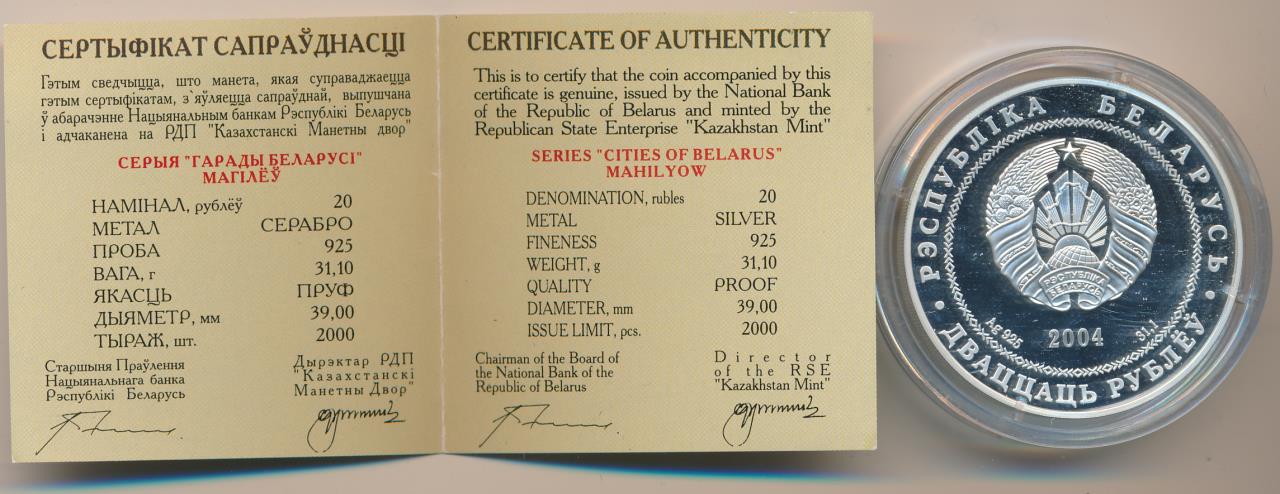 СЕРТЫФІКАТ САПРАЎДНАСЦІ
Гэтым сведчыцца, што манета, якая суправаджаецца
гэтым сертыфікатам, з`яўляецца сапраўднай, выпушчана
ў абарачэнне Нацыянальным банкам Рэспублікі Беларусь
і адчаканена на РДП "Казахстанскі Манетны двор"
СЕРЫЯ "ГАРАДЫ БЕЛАРУСІ"
МАГІЛЁЎ
НАМІНАЛ, рублёў 20
МЕТАЛ СЕРАБРО
ПРОБА 925
ВАГА, г 31,10
ЯКАСЦЬ ПРУФ
ДЫЯМЕТР, мм 39,00
ТЫРАЖ, шт. 2000
Старшыня Праўлення
Нацыянальнага банка
Рэспублікі Беларусь
Дырэктар РДП
"Казахстанскі
Манетны Двор"
CERTIFICATE OF AUTHENTICITY
This is to certify that the coin accompanied by this
certificate is genuine, issued by the National Bank
of the Republic of Belarus and minted by the
Republican State Enterprise "Kazakhstan Mint"
SERIES "CITIES OF BELARUS"
MAHILYOW
DENOMINATION, rubles 20
METAL SILVER
FINENESS 925
WEIGHT, g 31,10
QUALITY PROOF
DIAMETER, mm 39,00
ISSUE LIMIT, pcs. 2000
Chairman of the Board of
the National Bank of the
Republic of Belarus
Director
of the RSE
"Kazakhstan Mint"
РЭСПУБЛІКА БЕЛАРУСЬ
РЭСПУБЛІКА
БЕЛАРУСЬ
Ag 925 2004 31.1
• ДВАЦЦАЦЬ РУБЛЁЎ •